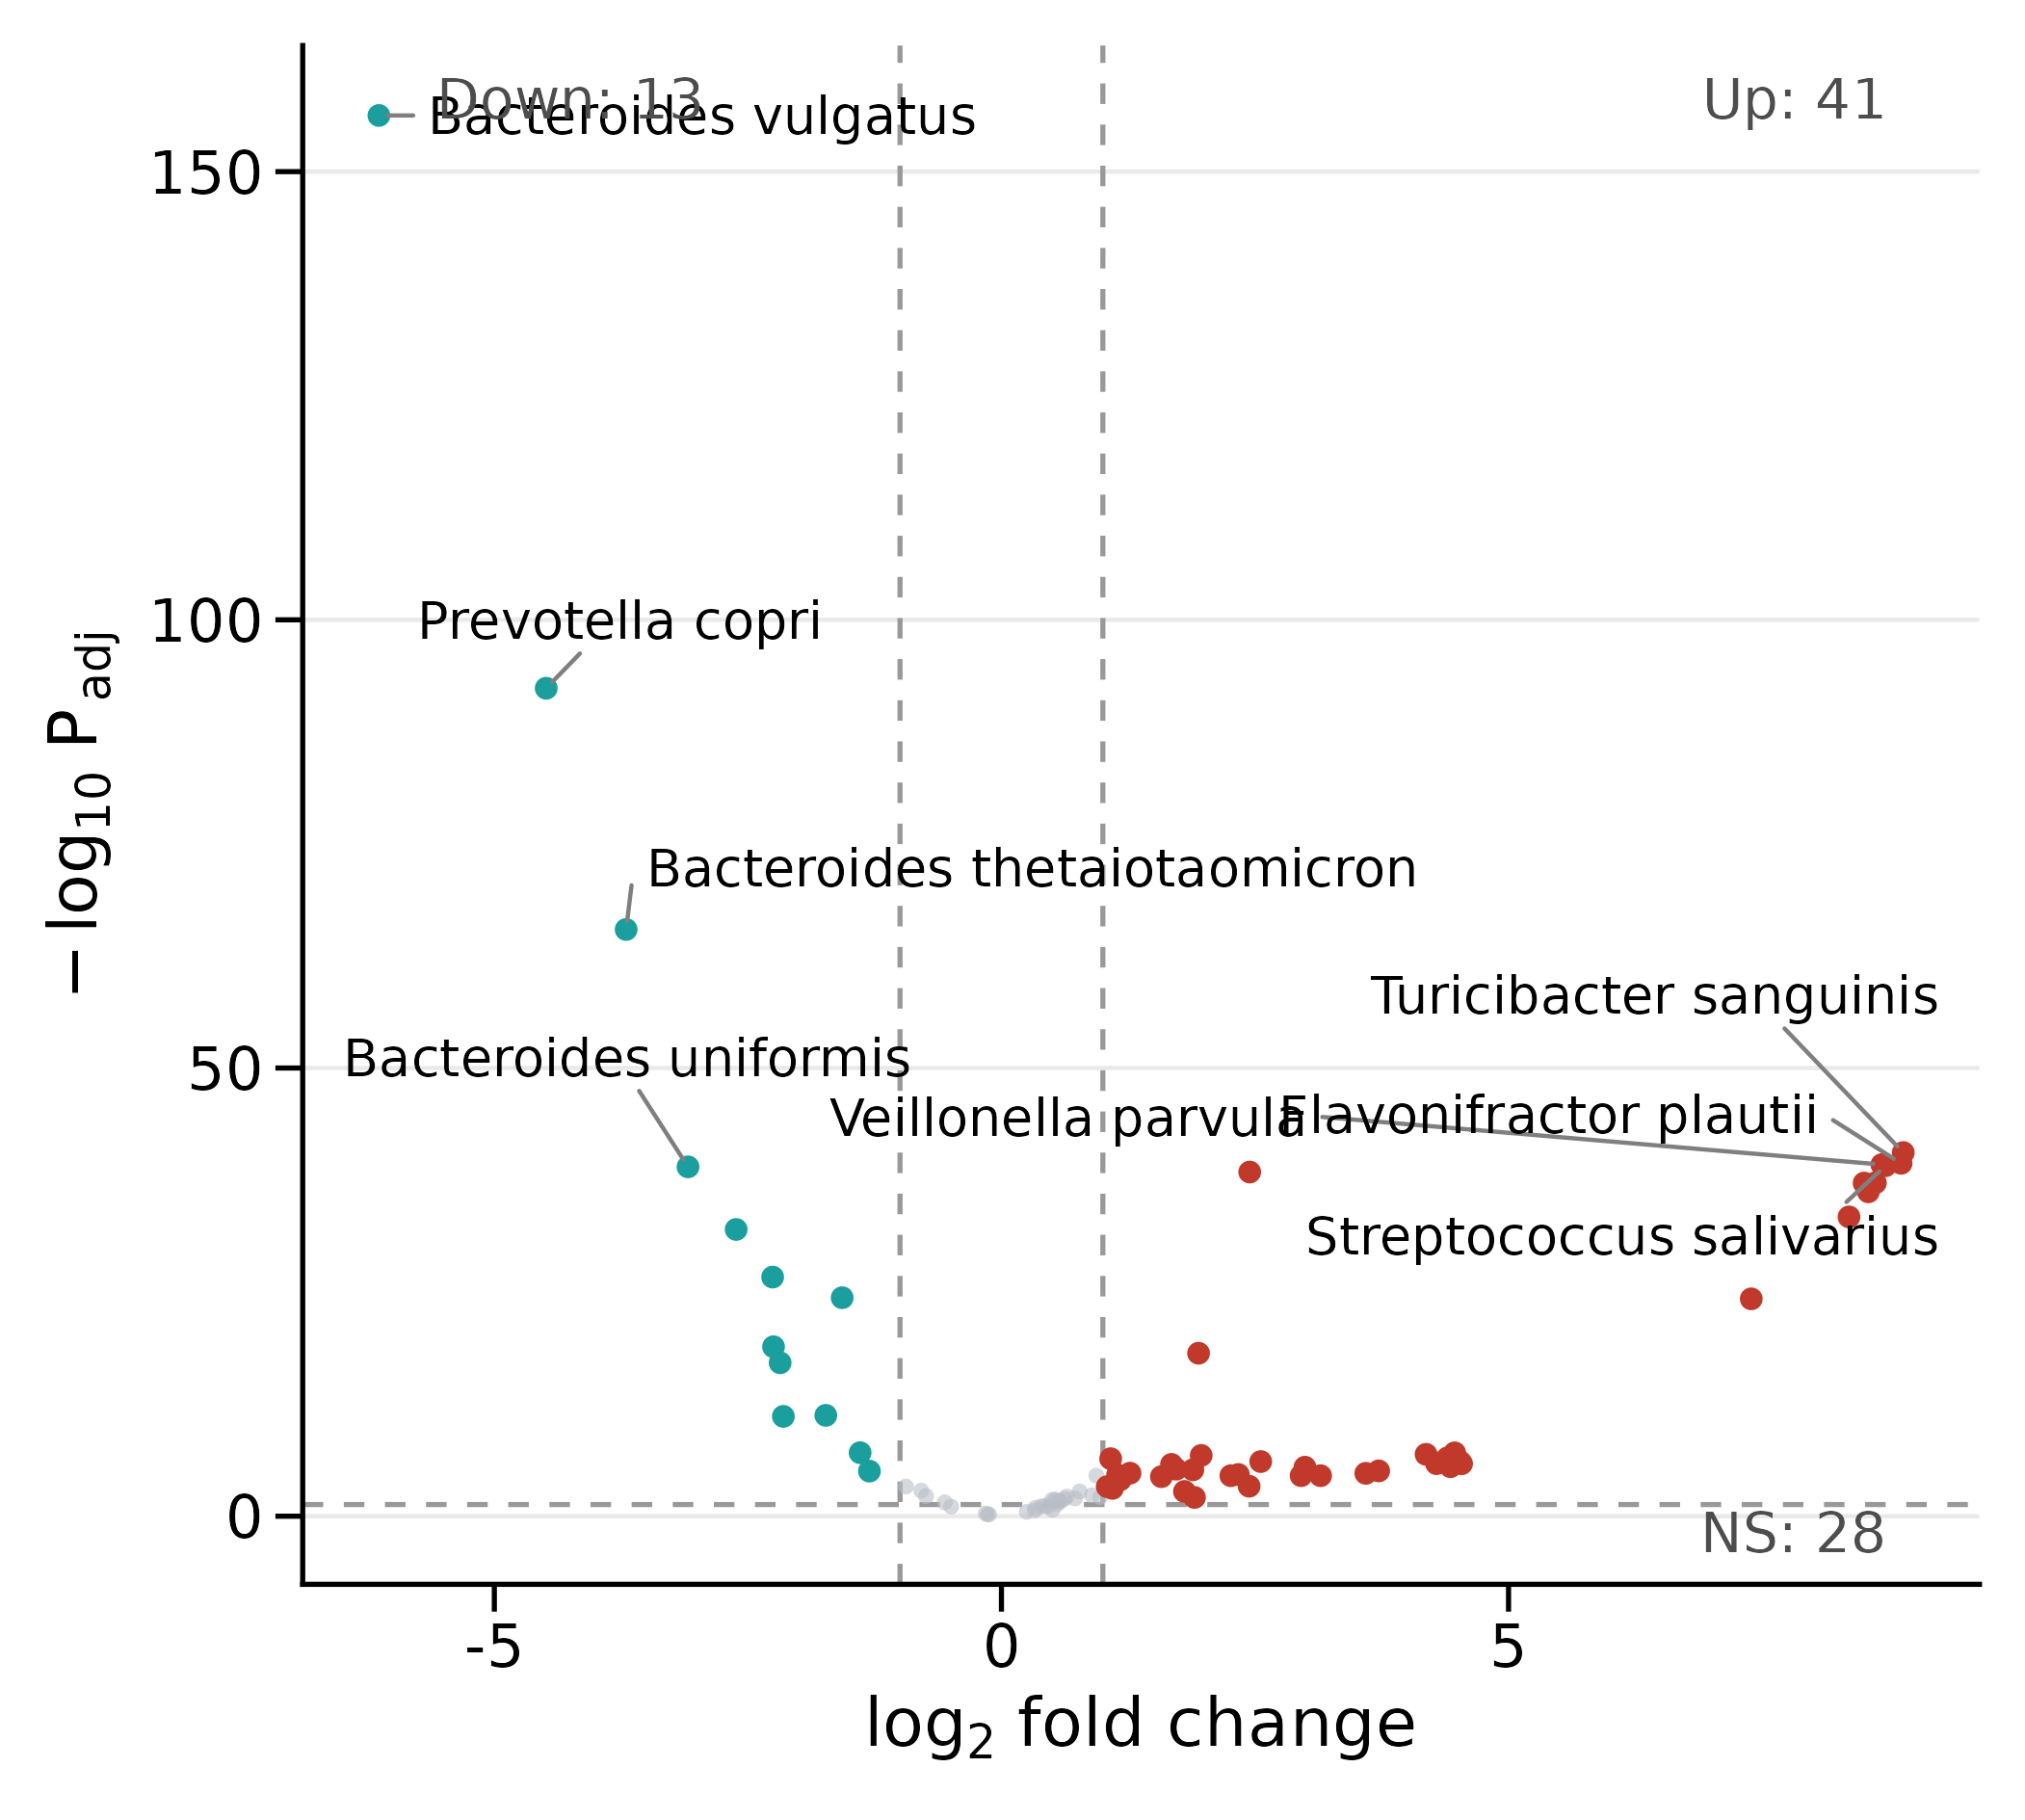 Down: 13
Up: 41
Bacteroides vulgatus
150
Prevotella copri
100
Bacteroides thetaiotaomicron
Turicibacter sanguinis
Bacteroides uniformis
50
Veillonella parvula
Flavonifractor plautii
Streptococcus salivarius
0
NS: 28
-5
0
5
log₂ fold change
−log₁₀ P adj